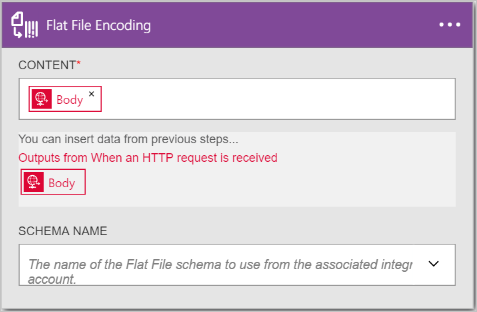 Flat File Encoding
CONTENT*
Body ×
You can insert data from previous steps...
Outputs from When an HTTP request is received
Body
SCHEMA NAME
The name of the Flat File schema to use from the associated integr
account.